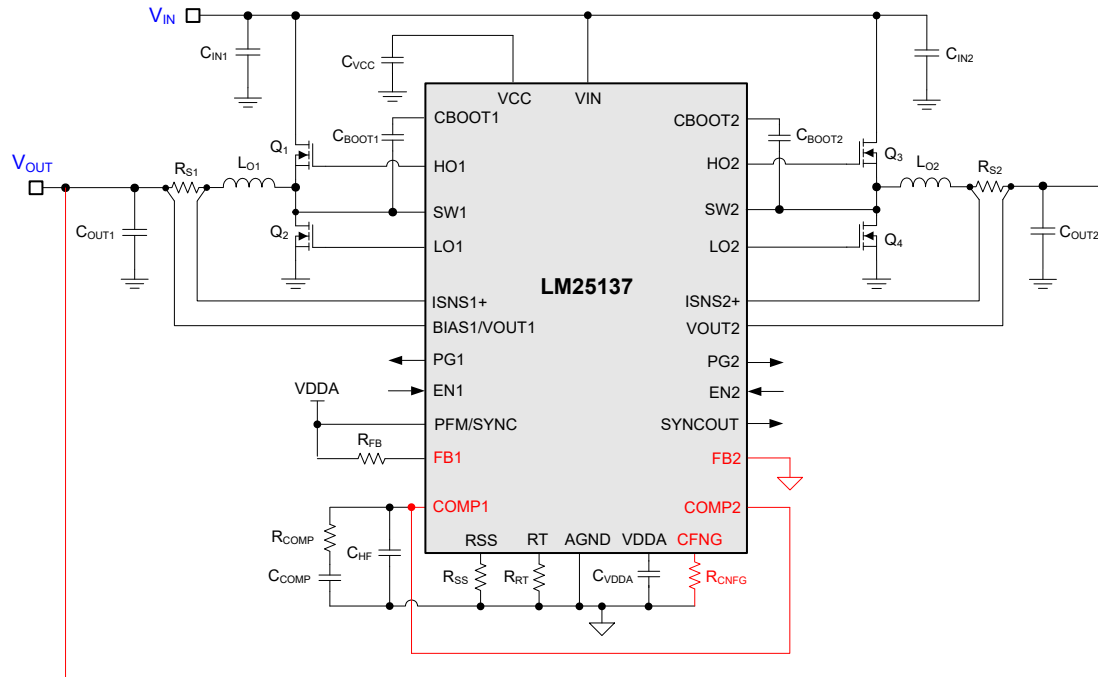 VIN
CIN1
CVCC
CIN2
VCC
VIN
CBOOT1
CBOOT2
CBOOT1
CBOOT2
Q1
Q3
HO1
HO2
VOUT
RS1
LO1
LO2
RS2
SW1
SW2
COUT1
Q2
Q4
COUT2
LO1
LO2
LM25137
ISNS1+
ISNS2+
BIAS1/VOUT1
VOUT2
PG1
PG2
VDDA
EN1
EN2
PFM/SYNC
SYNCOUT
RFB
FB1
FB2
COMP1
COMP2
RCOMP
CHF
RSS
RT
AGND
VDDA
CFNG
CCOMP
RSS
RRT
CVDDA
RCNFG